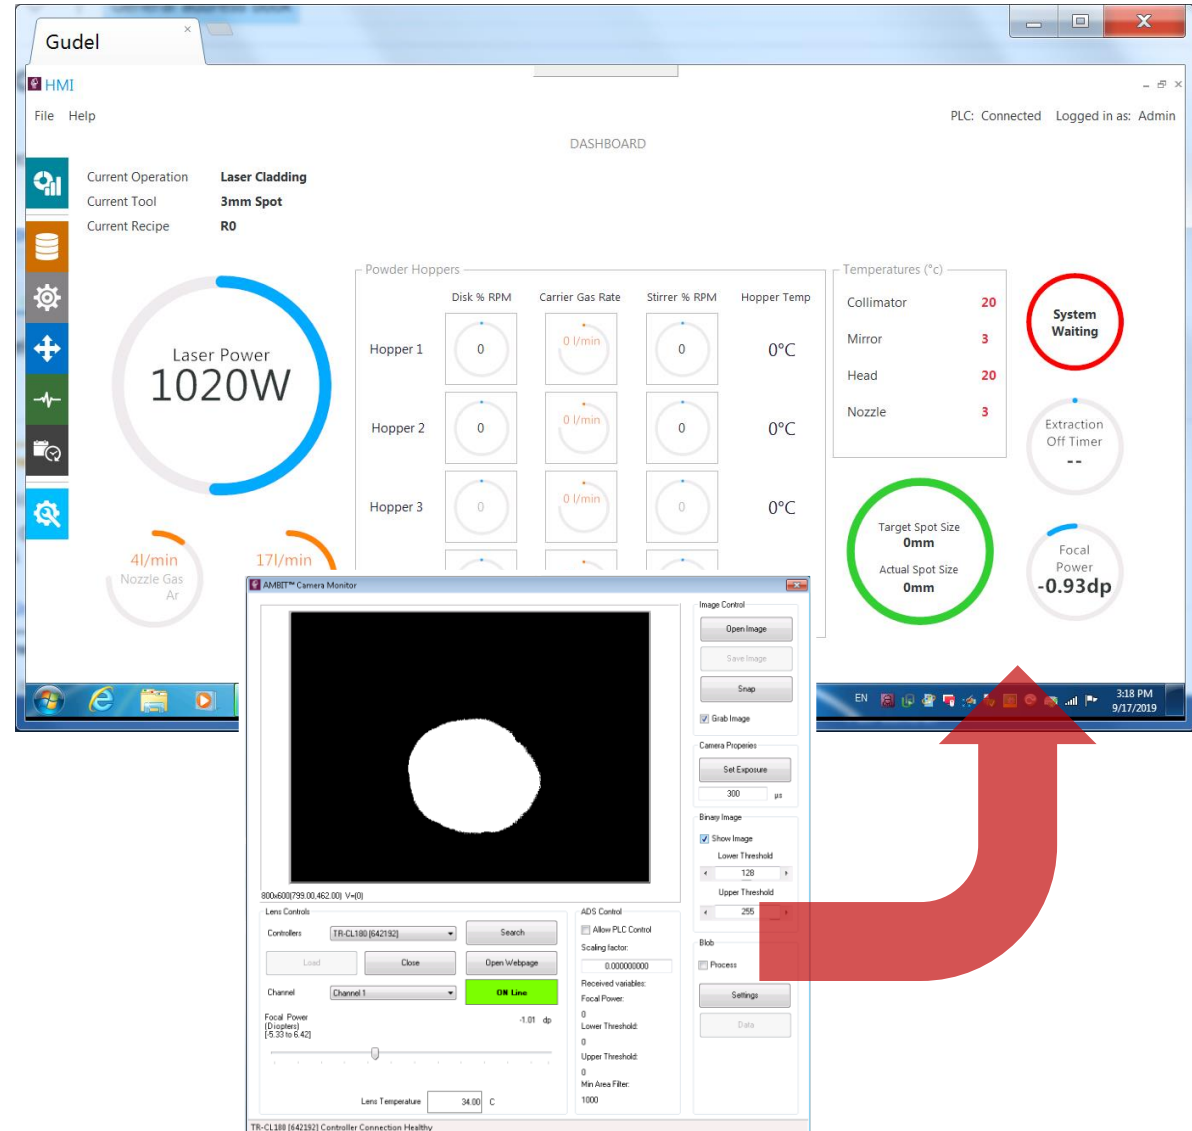 General address book
Gudel
HMI
File Help
PLC: Connected Logged in as: Admin
DASHBOARD
Current Operation Laser Cladding
Current Tool 3mm Spot
Current Recipe R0
Laser Power
1020W
4l/min
Nozzle Gas
Ar
17l/min
Powder Hoppers
Disk % RPM Carrier Gas Rate Stirrer % RPM Hopper Temp
Hopper 1 0 0 l/min 0 0°C
Hopper 2 0 0 l/min 0 0°C
Hopper 3 0 0 l/min 0 0°C
Temperatures (°c)
Collimator 20
Mirror 3
Head 20
Nozzle 3
System
Waiting
Extraction
Off Timer
--
Target Spot Size
0mm
Actual Spot Size
0mm
Focal
Power
-0.93dp
EN
3:18 PM
9/17/2019
AMBIT™ Camera Monitor
800x600(799.00,462.00) V=(0)
Image Control
Open Image
Save Image
Snap
Grab Image
Camera Properies
Set Exposure
300 µs
Binary Image
Show Image
Lower Threshold
128
Upper Threshold
255
Blob
Process
Settings
Data
Lens Controls
Controllers TR-CL180 [642192] Search
Load Close Open Webpage
Channel Channel 1 ON Line
Focal Power
(Diopters)
[-5.33 to 6.42]
-1.01 dp
Lens Temperature 34.00 C
ADS Control
Allow PLC Control
Scaling factor:
0.000000000
Received variables:
Focal Power:
0
Lower Threshold:
0
Upper Threshold:
0
Min Area Filter:
1000
TR-CL180 [642192] Controller Connection Healthy